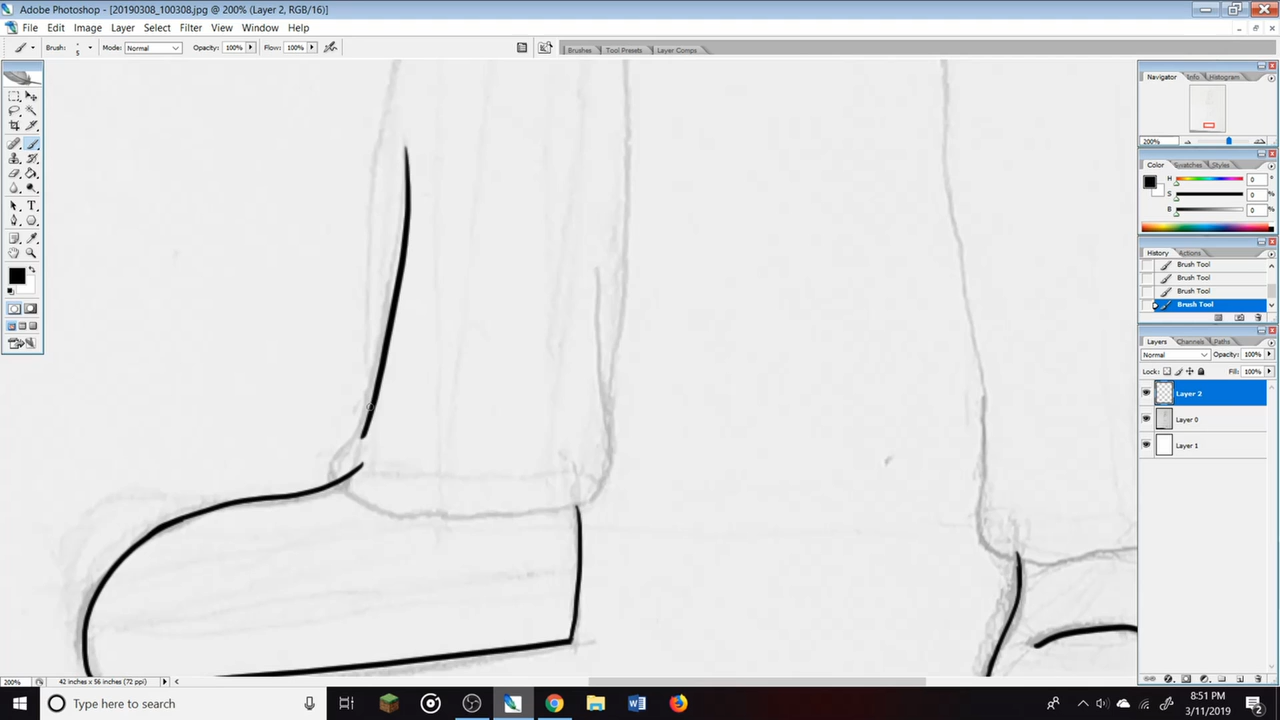 Adobe Photoshop - [20190308_100308.jpg @ 200% (Layer 2, RGB/16)]
File Edit Image Layer Select Filter View Window Help
Brush: 5 Mode: Normal Opacity: 100% Flow: 100% Brushes Tool Presets Layer Comps
Navigator Info Histogram
200%
Color Swatches Styles
H 0 °
S 0 %
B 0 %
History Actions
Brush Tool
Brush Tool
Brush Tool
Brush Tool
Layers Channels Paths
Normal Opacity: 100%
Lock: Fill: 100%
Layer 2
Layer 0
Layer 1
200% 42 inches x 56 inches (72 ppi)
Type here to search
8:51 PM
3/11/2019
2